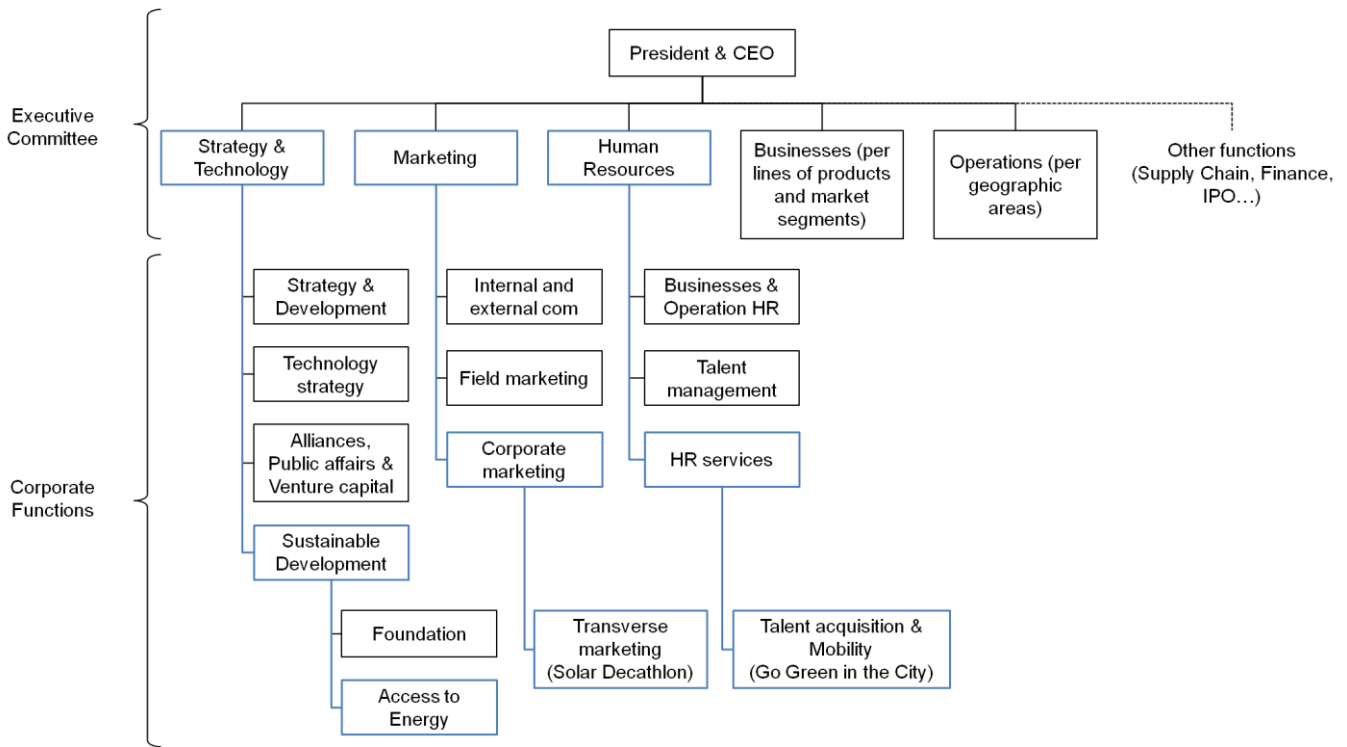 President & CEO
Executive
Committee
Strategy &
Technology
Marketing
Human
Resources
Businesses (per
lines of products
and market
segments)
Operations (per
geographic
areas)
Other functions
(Supply Chain, Finance,
IPO…)
Corporate
Functions
Strategy &
Development
Technology
strategy
Alliances,
Public affairs &
Venture capital
Sustainable
Development
Foundation
Access to
Energy
Internal and
external com
Field marketing
Corporate
marketing
Transverse
marketing
(Solar Decathlon)
Businesses &
Operation HR
Talent
management
HR services
Talent acquisition &
Mobility
(Go Green in the City)